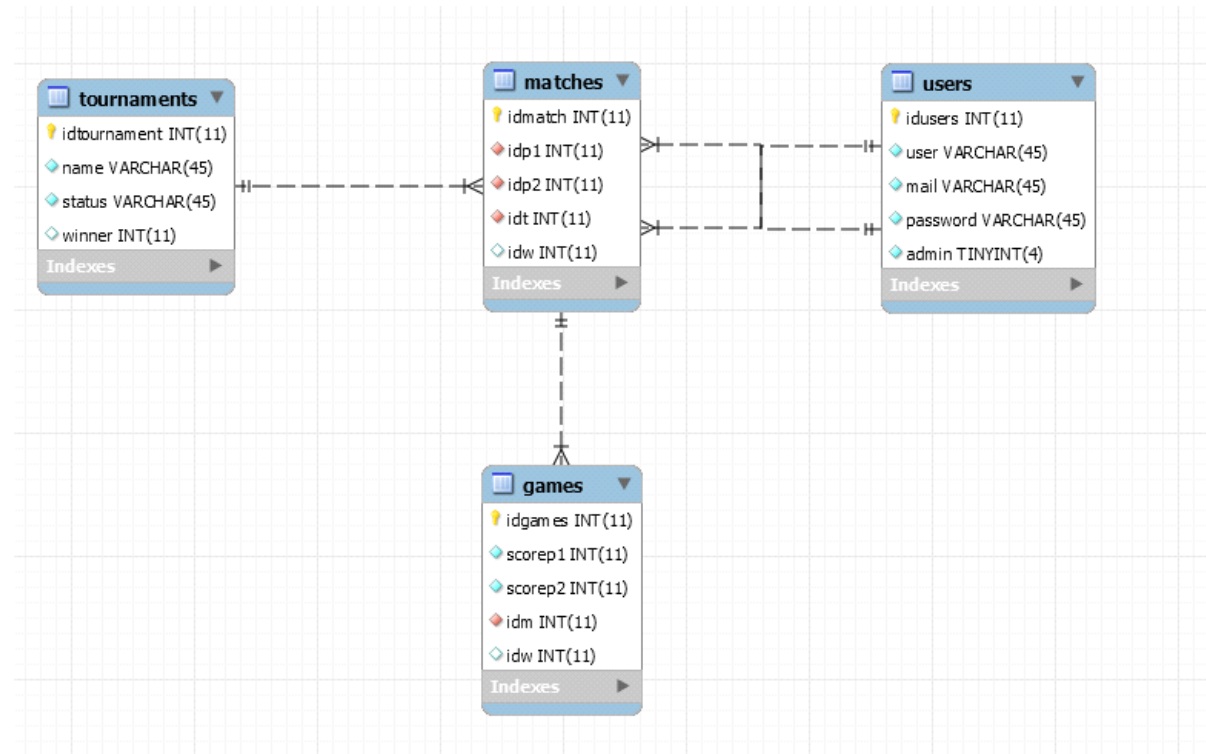 tournaments
idtournament INT(11)
name VARCHAR(45)
status VARCHAR(45)
winner INT(11)
Indexes
matches
idmatch INT(11)
idp1 INT(11)
idp2 INT(11)
idt INT(11)
idw INT(11)
Indexes
users
idusers INT(11)
user VARCHAR(45)
mail VARCHAR(45)
password VARCHAR(45)
admin TINYINT(4)
Indexes
games
idgames INT(11)
scorep1 INT(11)
scorep2 INT(11)
idm INT(11)
idw INT(11)
Indexes